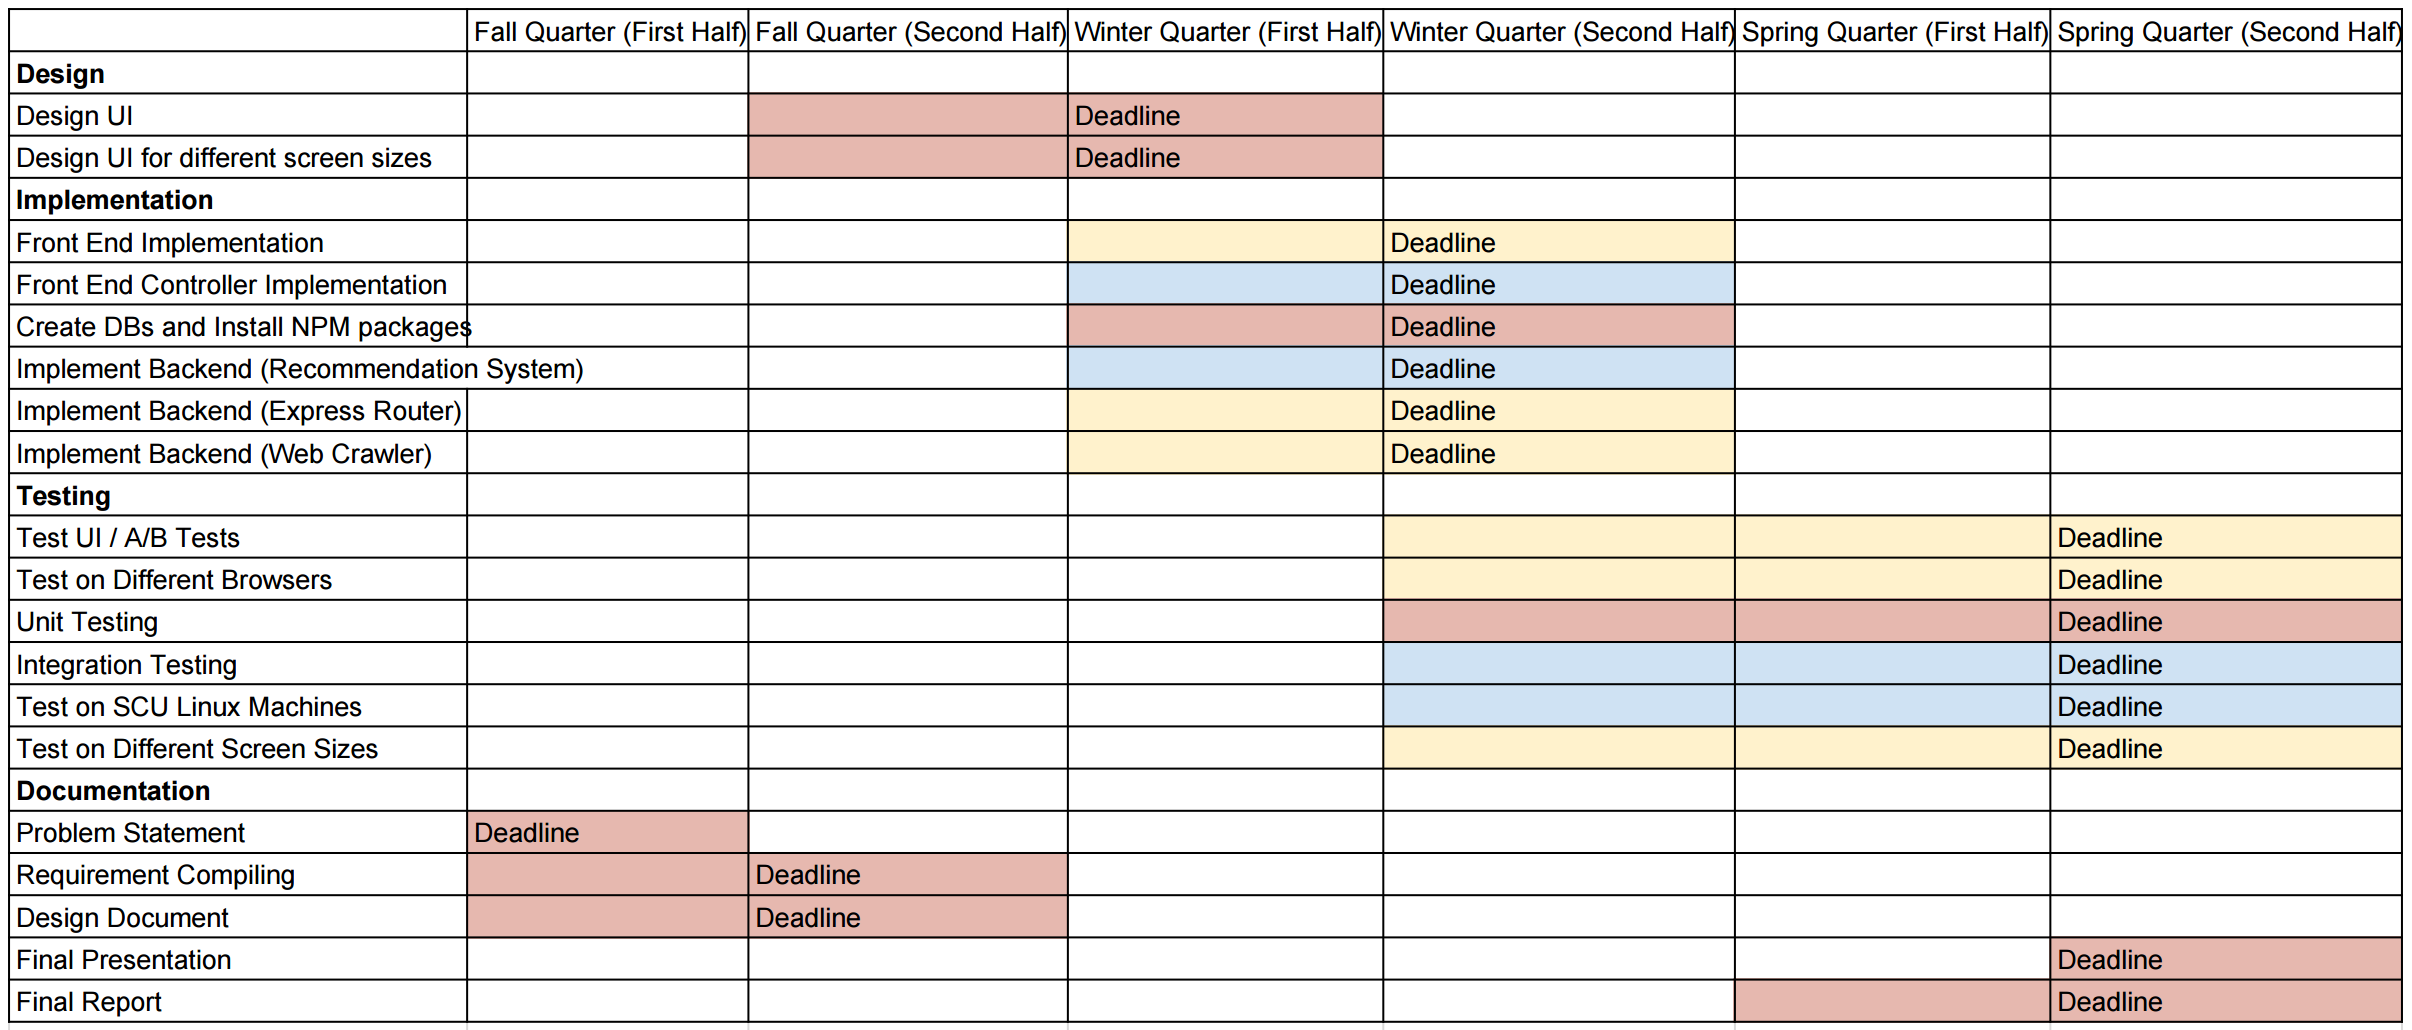 Fall Quarter (First Half) Fall Quarter (Second Half) Winter Quarter (First Half) Winter Quarter (Second Half) Spring Quarter (First Half) Spring Quarter (Second Half)
Design
Design UI Deadline
Design UI for different screen sizes Deadline
Implementation
Front End Implementation Deadline
Front End Controller Implementation Deadline
Create DBs and Install NPM packages Deadline
Implement Backend (Recommendation System) Deadline
Implement Backend (Express Router) Deadline
Implement Backend (Web Crawler) Deadline
Testing
Test UI / A/B Tests Deadline
Test on Different Browsers Deadline
Unit Testing Deadline
Integration Testing Deadline
Test on SCU Linux Machines Deadline
Test on Different Screen Sizes Deadline
Documentation
Problem Statement Deadline
Requirement Compiling Deadline
Design Document Deadline
Final Presentation Deadline
Final Report Deadline